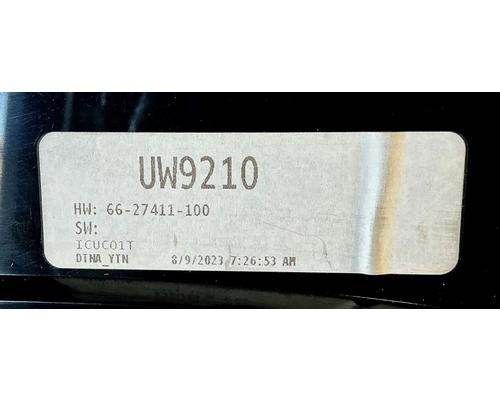 UW9210
HW: 66-27411-100
SW:
ICUC01T
DTNA_YTN 8/9/2023 7:26:53 AM